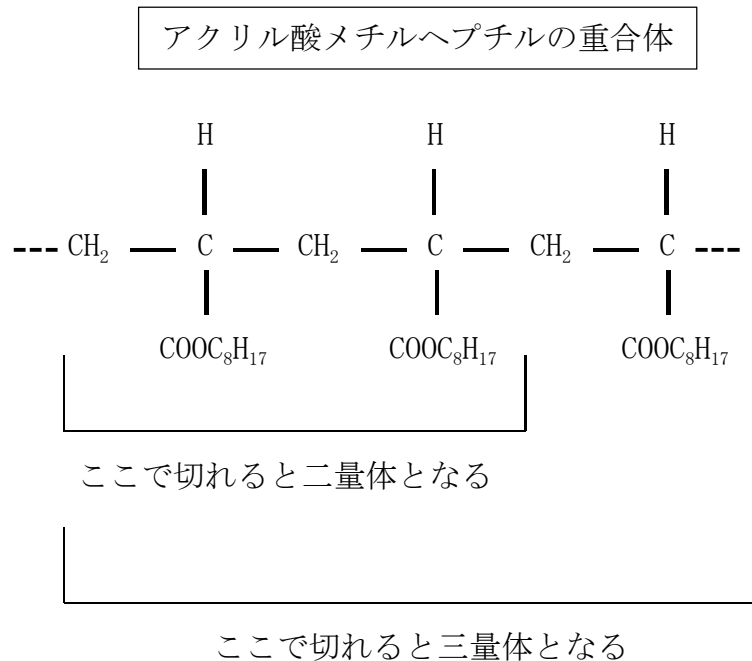 アクリル酸メチルヘプチルの重合体
H H H
--- CH₂ — C — CH₂ — C — CH₂ — C ---
COOC₈H₁₇ COOC₈H₁₇ COOC₈H₁₇
ここで切れると二量体となる
ここで切れると三量体となる